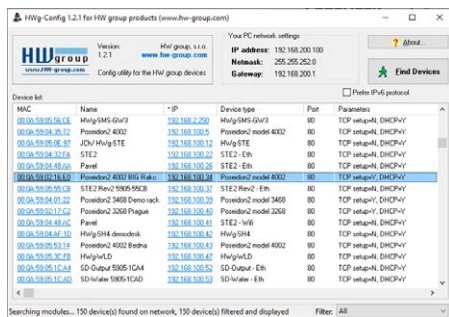 HWg-Config 1.2.1 for HW group products (www.hw-group.com)
HW group
www.HW-group.com
Version: HW group, s.r.o.
1.2.1 www.hw-group.com
Config utility for the HW group devices
Your PC network settings
IP address: 192.168.200.100
Netmask: 255.255.252.0
Gateway: 192.168.200.1
? About...
Find Devices
Prefer IPv6 protocol
Device list
MAC Name ^IP Device type Port Parameters
00:0A:59:05:56:CE HWg-SMS-GW3 192.168.2.250 HWg-SMS-GW3 80 TCP setup=N, DHCP=Y
00:0A:59:04:35:72 Poseidon2 4002 192.168.100.5 Poseidon2 model 4002 80 TCP setup=N, DHCP=Y
00:0A:59:05:0E:97 JCh/ HWg-STE 192.168.100.12 HWg-STE 80 TCP setup=N, DHCP=Y
00:0A:59:04:32:FA STE2 192.168.100.22 STE2 - Eth 80 TCP setup=N, DHCP=Y
00:0A:59:04:48:AA Pavel 192.168.100.26 STE2 - Eth 80 TCP setup=N, DHCP=Y
00:0A:59:02:16:E0 Poseidon2 4002 BIG Rako 192.168.100.34 Poseidon2 model 4002 80 TCP setup=Y, DHCP=Y
00:0A:59:05:55:CB STE2 Rev2 5905-55CB 192.168.100.37 STE2 Rev2 - Eth 80 TCP setup=N, DHCP=Y
00:0A:59:04:01:22 Poseidon2 3468 Demo rack 192.168.100.39 Poseidon2 model 3468 80 TCP setup=Y, DHCP=Y
00:0A:59:02:17:C2 Poseidon2 3268 Prague 192.168.100.40 Poseidon2 model 3268 80 TCP setup=Y, DHCP=Y
00:0A:59:04:48:AC Pavel 192.168.100.41 STE2 - Wifi 80 TCP setup=N, DHCP=Y
00:0A:59:04:AF:1D HWg-SH4 demodesk 192.168.100.42 HWg-SH4 80 TCP setup=N, DHCP=Y
00:0A:59:05:53:14 Poseidon2 4002 Bedna 192.168.100.43 Poseidon2 model 4002 80 TCP setup=N, DHCP=Y
00:0A:59:05:3C:FB HWg-WLD 192.168.100.47 HWg-WLD 80 TCP setup=N, DHCP=Y
00:0A:59:05:1C:A4 SD-Output 5905-1CA4 192.168.100.52 SD-Output - Eth 80 TCP setup=N, DHCP=Y
00:0A:59:05:1C:AD SD-Water 5905-1CAD 192.168.100.53 SD-Water - Eth 80 TCP setup=N, DHCP=Y
Searching modules... 150 device(s) found on network, 150 device(s) filtered and displayed Filter: All